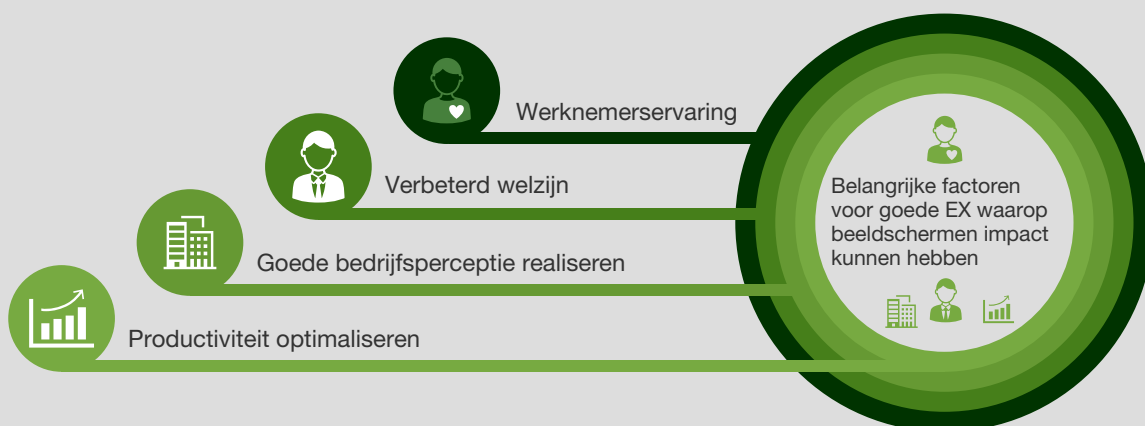 Werknemerservaring
Verbeterd welzijn
Goede bedrijfsperceptie realiseren
Productiviteit optimaliseren
Belangrijke factoren
voor goede EX waarop
beeldschermen impact
kunnen hebben